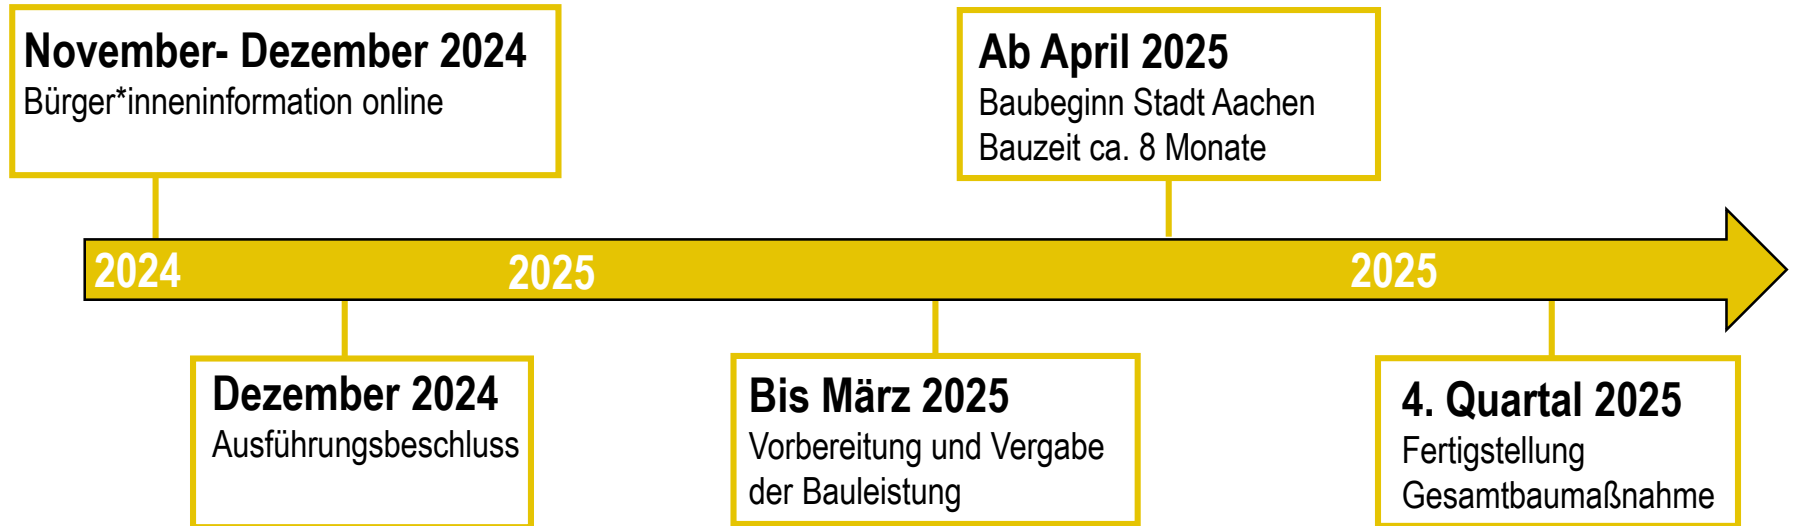 November- Dezember 2024
Bürger*inneninformation online
Ab April 2025
Baubeginn Stadt Aachen
Bauzeit ca. 8 Monate
2024
2025
2025
Dezember 2024
Ausführungsbeschluss
Bis März 2025
Vorbereitung und Vergabe
der Bauleistung
4. Quartal 2025
Fertigstellung
Gesamtbaumaßnahme